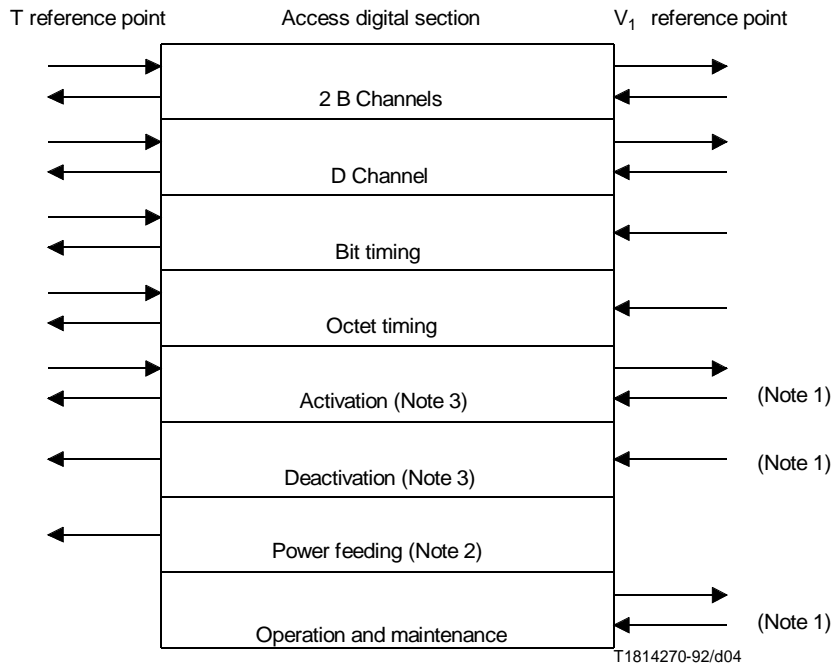 T reference point Access digital section V1 reference point
2 B Channels
D Channel
Bit timing
Octet timing
Activation (Note 3) (Note 1)
Deactivation (Note 3) (Note 1)
Power feeding (Note 2)
Operation and maintenance (Note 1)
T1814270-92/d04